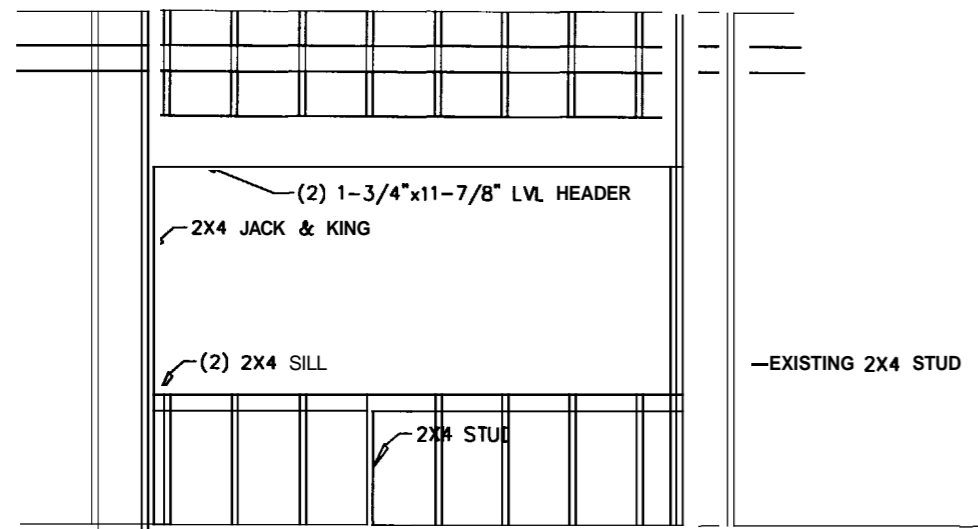 (2) 1-3/4"x11-7/8" LVL HEADER
2X4 JACK & KING
(2) 2X4 SILL
EXISTING 2X4 STUD
2X4 STUD